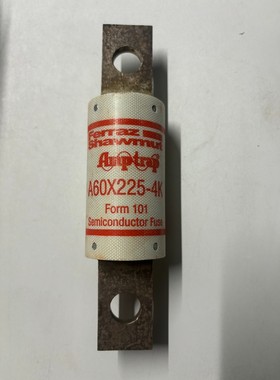 Ferraz
Shawmut
Amp-trap
A60X225-4K
Form 101
Semiconductor Fuse